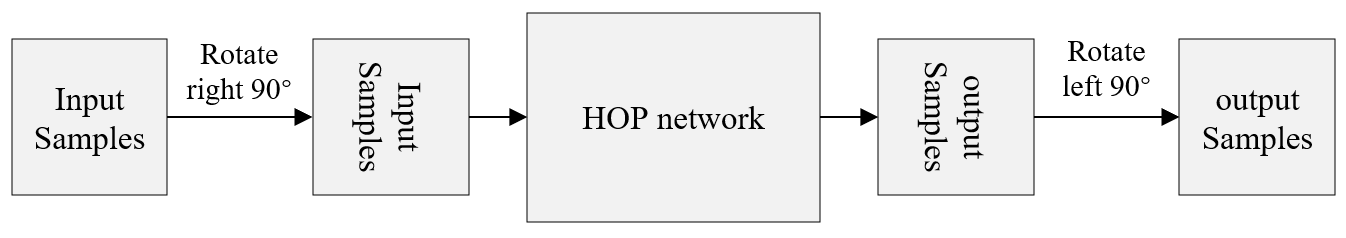 Input
Samples
Rotate
right 90°
Input
Samples
HOP network
output
Samples
Rotate
left 90°
output
Samples